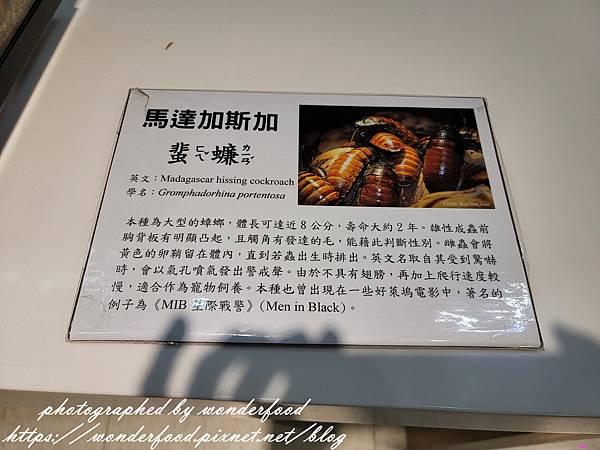 馬達加斯加
蜚ㄈㄟˇ蠊ㄌㄧㄢˊ
英文：Madagascar hissing cockroach
學名：Gromphadorhina portentosa
本種為大型的蟑螂，體長可達近8公分，壽命大約2年。雄性成蟲前
胸背板有明顯凸起，且觸角有發達的毛，能藉此判斷性別。雌蟲會將
黃色的卵鞘留在體內，直到若蟲出生時排出。英文名取自其受到驚嚇
時，會以氣孔噴氣發出警戒聲。由於不具有翅膀，再加上爬行速度較
慢，適合作為寵物飼養。本種也曾出現在一些好萊塢電影中，著名的
例子為《MIB 星際戰警》（Men in Black）。
photographed by wonderfood
https://wonderfood.pixnet.net/blog